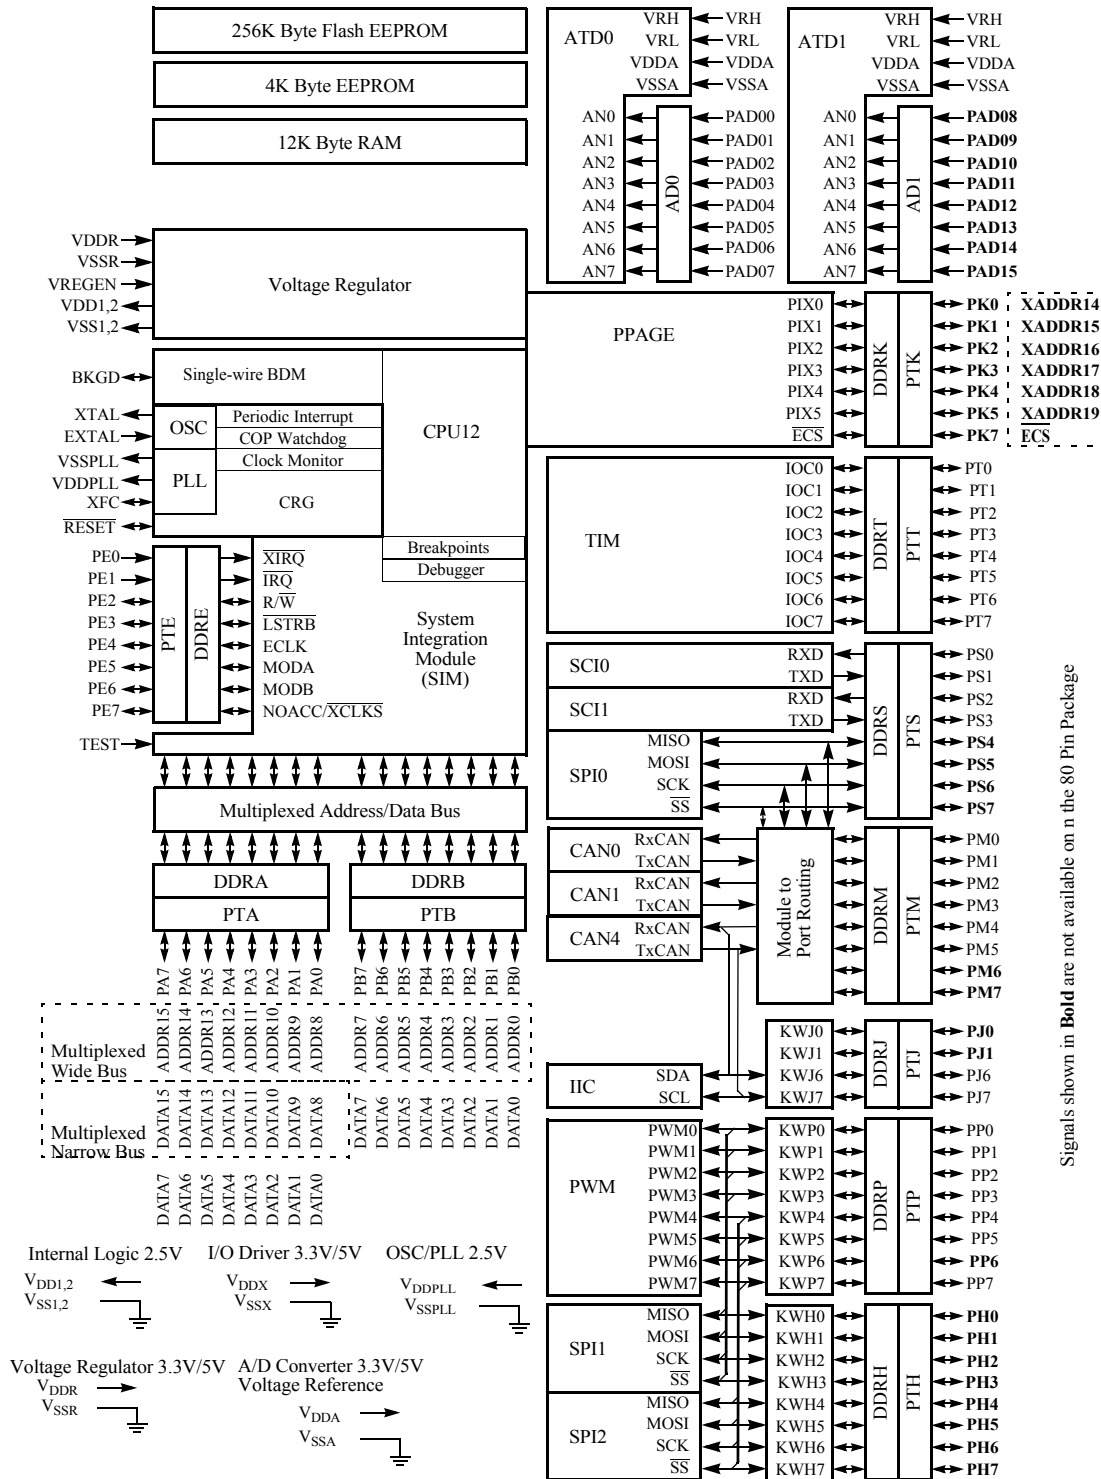 256K Byte Flash EEPROM
4K Byte EEPROM
12K Byte RAM
ATD0
VRH VRH
VRL VRL
VDDA VDDA
VSSA VSSA
AN0 PAD00
AN1 PAD01
AN2 PAD02
AN3 PAD03
AN4 PAD04
AN5 PAD05
AN6 PAD06
AN7 PAD07
AD0
ATD1
VRH VRH
VRL VRL
VDDA VDDA
VSSA VSSA
AN0 PAD08
AN1 PAD09
AN2 PAD10
AN3 PAD11
AN4 PAD12
AN5 PAD13
AN6 PAD14
AN7 PAD15
AD1
VDDR
VSSR
VREGEN
VDD1,2
VSS1,2
Voltage Regulator
PPAGE
PIX0 PK0 XADDR14
PIX1 PK1 XADDR15
PIX2 PK2 XADDR16
PIX3 PK3 XADDR17
PIX4 PK4 XADDR18
PIX5 PK5 XADDR19
ECS PK7 ECS
DDRK
PTK
BKGD
XTAL
EXTAL
VSSPLL
VDDPLL
XFC
RESET
Single-wire BDM
OSC
PLL
Periodic Interrupt
COP Watchdog
Clock Monitor
CRG
CPU12
Breakpoints
Debugger
TIM
IOC0 PT0
IOC1 PT1
IOC2 PT2
IOC3 PT3
IOC4 PT4
IOC5 PT5
IOC6 PT6
IOC7 PT7
DDRT
PTT
PE0 XIRQ
PE1 IRQ
PE2 R/W
PE3 LSTRB
PE4 ECLK
PE5 MODA
PE6 MODB
PE7 NOACC/XCLKS
PTE
DDRE
TEST
System
Integration
Module
(SIM)
SCI0
RXD PS0
TXD PS1
SCI1
RXD PS2
TXD PS3
SPI0
MISO PS4
MOSI PS5
SCK PS6
SS PS7
DDRS
PTS
Multiplexed Address/Data Bus
DDRA
PTA
DDRB
PTB
CAN0
RxCAN
TxCAN
CAN1
RxCAN
TxCAN
CAN4
RxCAN
TxCAN
Module to
Port Routing
DDRM
PTM
PM0
PM1
PM2
PM3
PM4
PM5
PM6
PM7
PA7 PA6 PA5 PA4 PA3 PA2 PA1 PA0
PB7 PB6 PB5 PB4 PB3 PB2 PB1 PB0
Multiplexed
Wide Bus
ADDR15 ADDR14 ADDR13 ADDR12 ADDR11 ADDR10 ADDR9 ADDR8
ADDR7 ADDR6 ADDR5 ADDR4 ADDR3 ADDR2 ADDR1 ADDR0
DATA15 DATA14 DATA13 DATA12 DATA11 DATA10 DATA9 DATA8
DATA7 DATA6 DATA5 DATA4 DATA3 DATA2 DATA1 DATA0
Multiplexed
Narrow Bus
DATA7 DATA6 DATA5 DATA4 DATA3 DATA2 DATA1 DATA0
IIC
SDA
SCL
KWJ0 PJ0
KWJ1 PJ1
KWJ6 PJ6
KWJ7 PJ7
DDRJ
PTJ
PWM
PWM0 KWP0 PP0
PWM1 KWP1 PP1
PWM2 KWP2 PP2
PWM3 KWP3 PP3
PWM4 KWP4 PP4
PWM5 KWP5 PP5
PWM6 KWP6 PP6
PWM7 KWP7 PP7
DDRP
PTP
SPI1
MISO KWH0 PH0
MOSI KWH1 PH1
SCK KWH2 PH2
SS KWH3 PH3
SPI2
MISO KWH4 PH4
MOSI KWH5 PH5
SCK KWH6 PH6
SS KWH7 PH7
DDRH
PTH
Internal Logic 2.5V
VDD1,2
VSS1,2
I/O Driver 3.3V/5V
VDDX
VSSX
OSC/PLL 2.5V
VDDPLL
VSSPLL
Voltage Regulator 3.3V/5V
VDDR
VSSR
A/D Converter 3.3V/5V
Voltage Reference
VDDA
VSSA
Signals shown in Bold are not available on n the 80 Pin Package